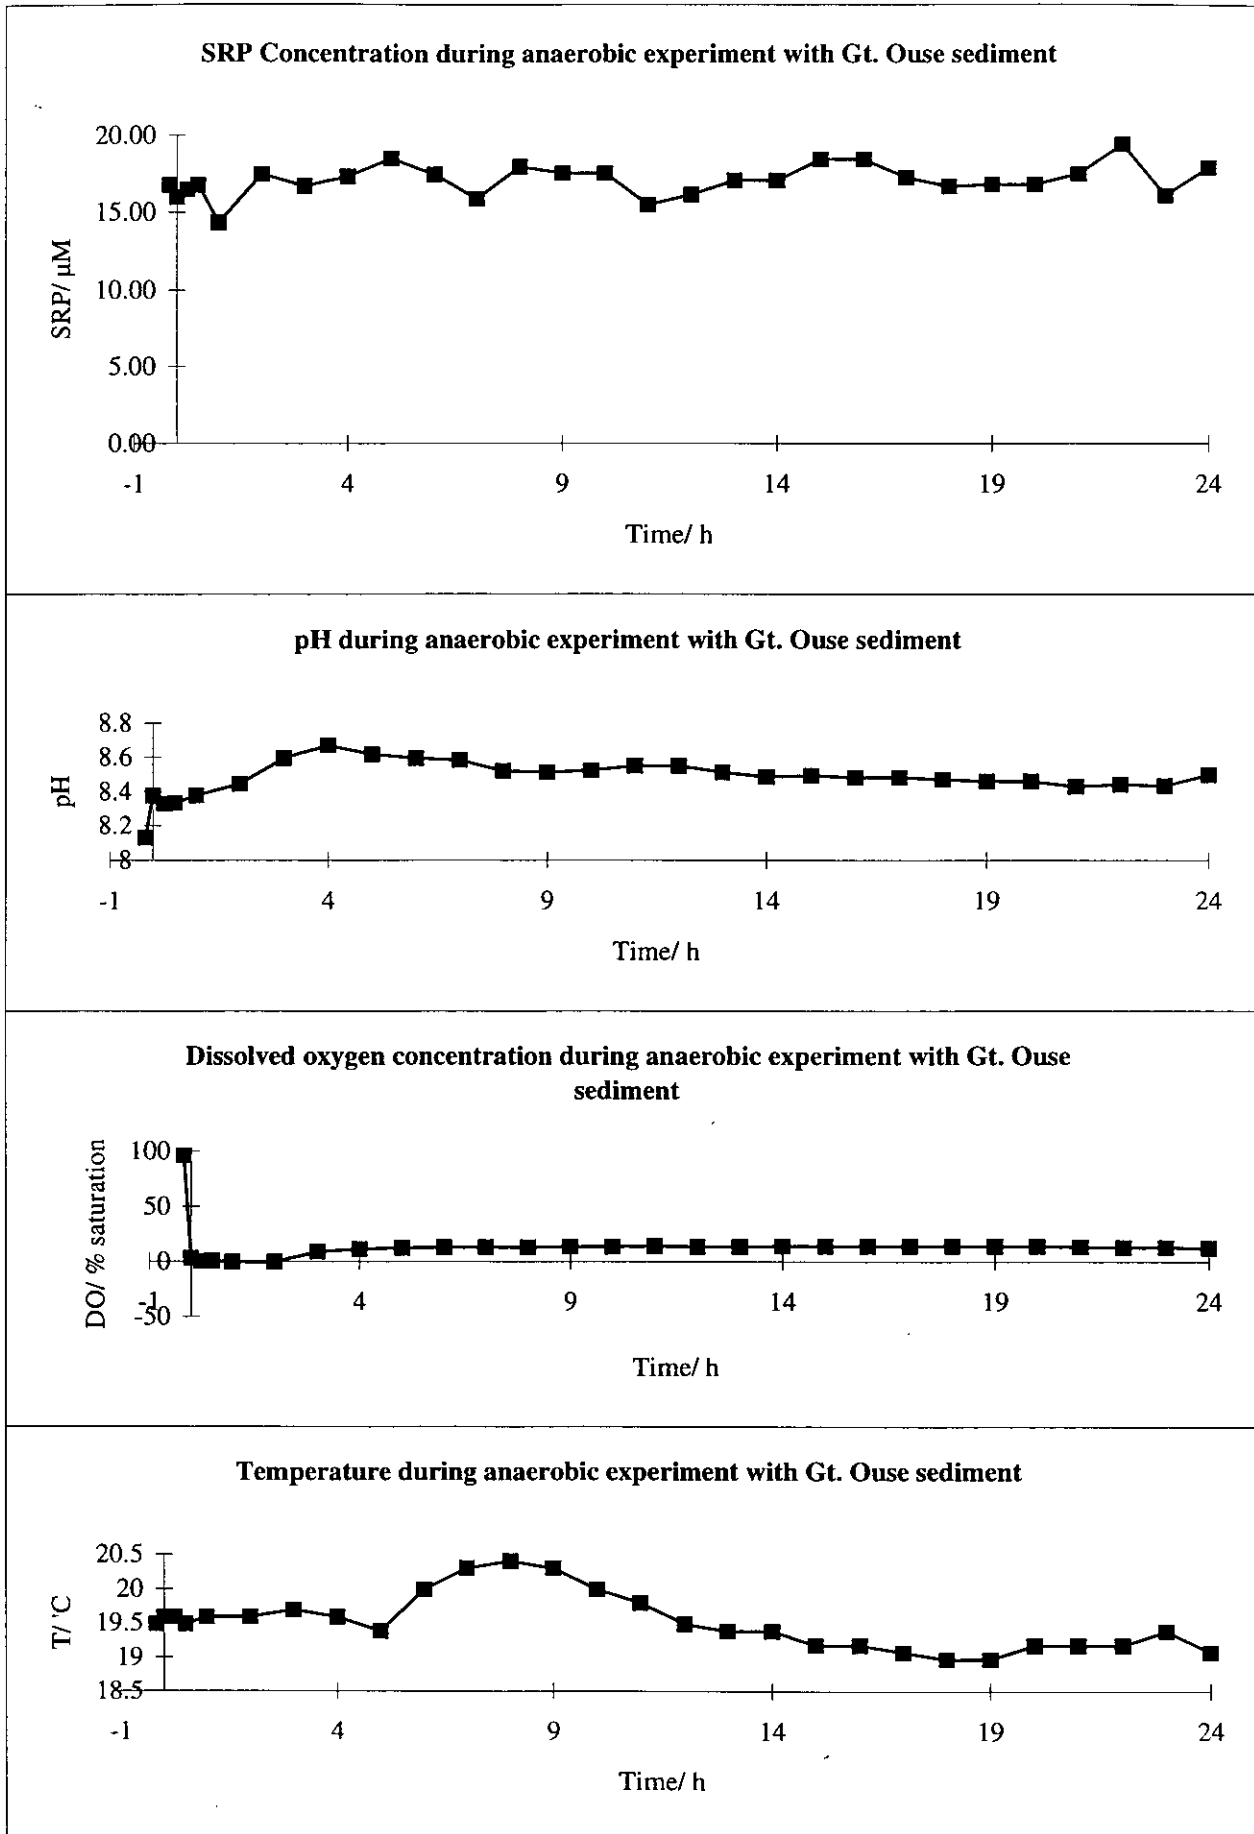 SRP Concentration during anaerobic experiment with Gt. Ouse sediment
20.00
15.00
10.00
5.00
0.00
SRP/ µM
-1 4 9 14 19 24
Time/ h
pH during anaerobic experiment with Gt. Ouse sediment
8.8
8.6
8.4
8.2
8
pH
-1 4 9 14 19 24
Time/ h
Dissolved oxygen concentration during anaerobic experiment with Gt. Ouse
sediment
100
50
0
-50
DO/ % saturation
-1 4 9 14 19 24
Time/ h
Temperature during anaerobic experiment with Gt. Ouse sediment
20.5
20
19.5
19
18.5
T/ 'C
-1 4 9 14 19 24
Time/ h